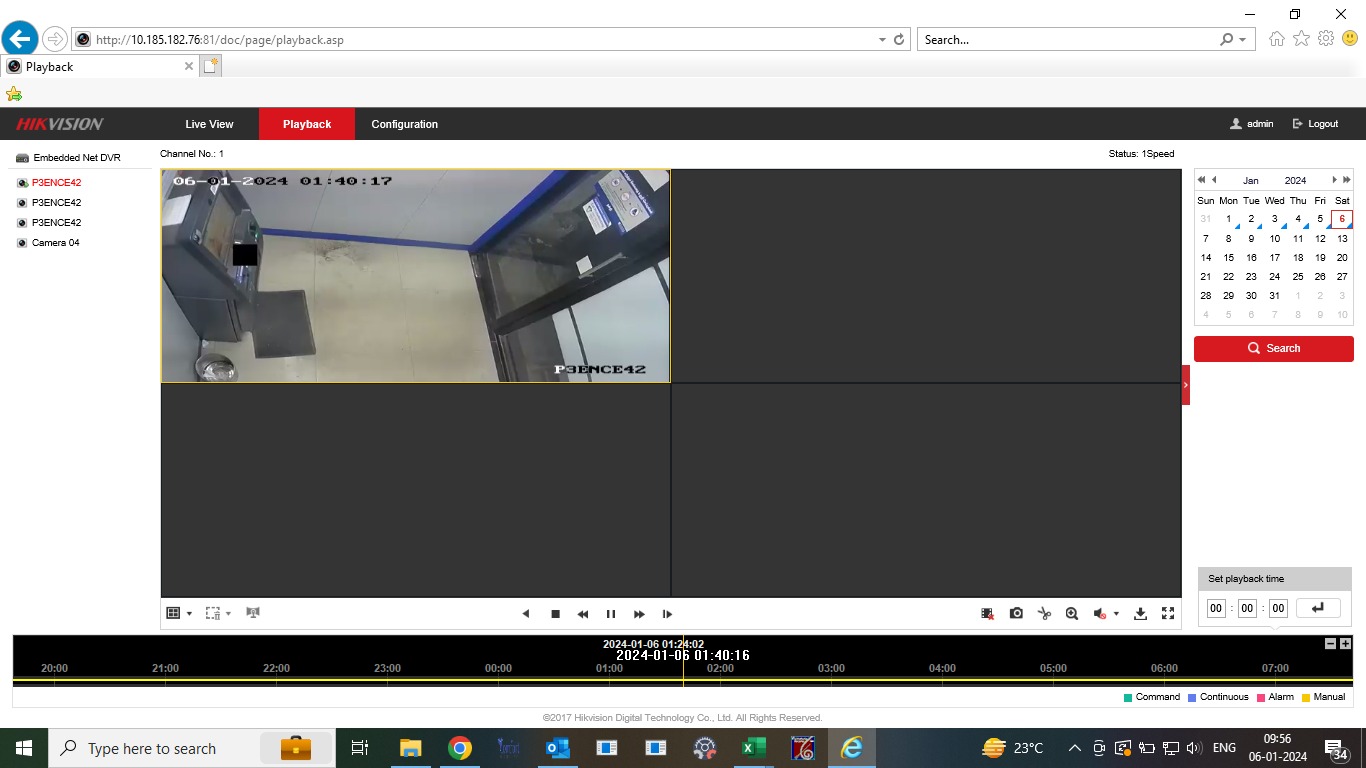 http://10.185.182.76:81/doc/page/playback.asp
Search...
Playback
HIKVISION
Live View
Playback
Configuration
admin
Logout
Embedded Net DVR
P3ENCE42
P3ENCE42
P3ENCE42
Camera 04
Channel No.: 1
Status: 1Speed
06-01-2024 01:40:17
P3ENCE42
Jan 2024
Sun Mon Tue Wed Thu Fri Sat
31 1 2 3 4 5 6
7 8 9 10 11 12 13
14 15 16 17 18 19 20
21 22 23 24 25 26 27
28 29 30 31 1 2 3
4 5 6 7 8 9 10
Search
Set playback time
00 : 00 : 00
2024-01-06 01:24:02
2024-01-06 01:40:16
20:00 21:00 22:00 23:00 00:00 01:00 02:00 03:00 04:00 05:00 06:00 07:00
Command Continuous Alarm Manual
©2017 Hikvision Digital Technology Co., Ltd. All Rights Reserved.
Type here to search
23°C
ENG
09:56
06-01-2024
34